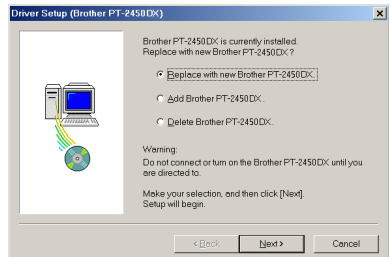 Driver Setup (Brother PT-2450DX)
Brother PT-2450DX is currently installed.
Replace with new Brother PT-2450DX ?
Replace with new Brother PT-2450DX.
Add Brother PT-2450DX.
Delete Brother PT-2450DX.
Warning:
Do not connect or turn on the Brother PT-2450DX until you
are directed to.
Make your selection, and then click [Next].
Setup will begin.
< Back
Next >
Cancel